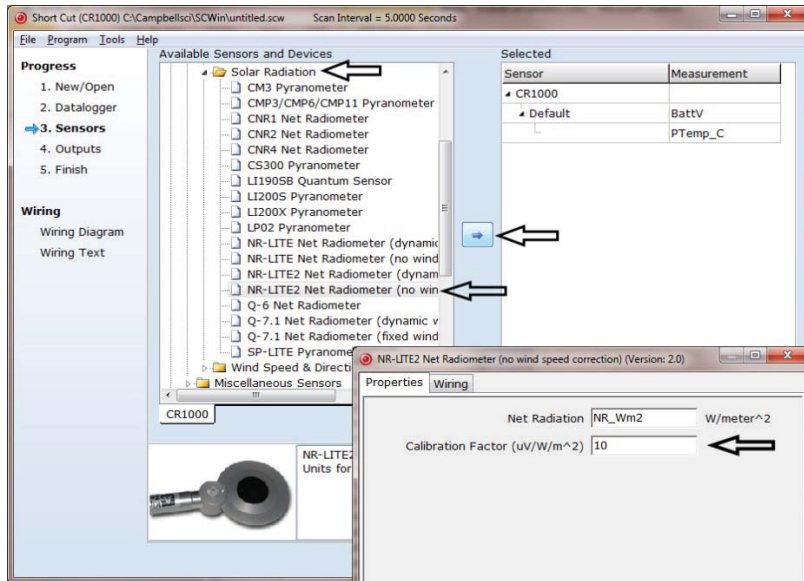 Short Cut (CR1000) C:\Campbellsci\SCWin\untitled.scw Scan Interval = 5.0000 Seconds
File Program Tools Help
Progress
1. New/Open
2. Datalogger
3. Sensors
4. Outputs
5. Finish
Wiring
Wiring Diagram
Wiring Text
Available Sensors and Devices
Solar Radiation
CM3 Pyranometer
CMP3/CMP6/CMP11 Pyranometer
CNR1 Net Radiometer
CNR2 Net Radiometer
CNR4 Net Radiometer
CS300 Pyranometer
LI190SB Quantum Sensor
LI200S Pyranometer
LI200X Pyranometer
LP02 Pyranometer
NR-LITE Net Radiometer (dynamic
NR-LITE Net Radiometer (no wind
NR-LITE2 Net Radiometer (dynam
NR-LITE2 Net Radiometer (no win
Q-6 Net Radiometer
Q-7.1 Net Radiometer (dynamic v
Q-7.1 Net Radiometer (fixed wind
SP-LITE Pyranome
Wind Speed & Directi
Miscellaneous Sensors
CR1000
NR-LITE2
Units for
Selected
Sensor Measurement
CR1000
Default BattV
PTemp_C
NR-LITE2 Net Radiometer (no wind speed correction) (Version: 2.0)
Properties Wiring
Net Radiation NR_Wm2 W/meter^2
Calibration Factor (uV/W/m^2) 10